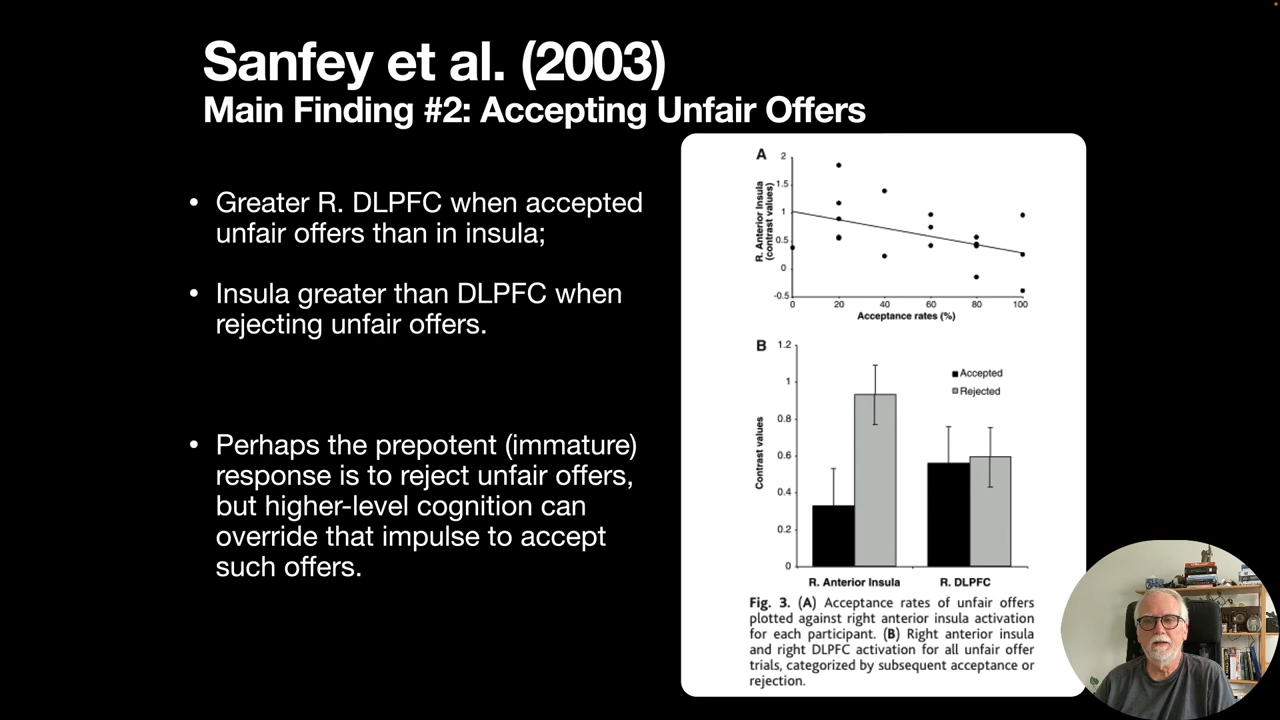 Sanfey et al. (2003)
Main Finding #2: Accepting Unfair Offers
• Greater R. DLPFC when accepted
unfair offers than in insula;
• Insula greater than DLPFC when
rejecting unfair offers.
• Perhaps the prepotent (immature)
response is to reject unfair offers,
but higher-level cognition can
override that impulse to accept
such offers.
A
R. Anterior Insula
(contrast values)
2
1.5
1
0.5
0
-0.5
0 20 40 60 80 100
Acceptance rates (%)
B
Contrast values
1.2
1
0.8
0.6
0.4
0.2
0
Accepted
Rejected
R. Anterior Insula R. DLPFC
Fig. 3. (A) Acceptance rates of unfair offers
plotted against right anterior insula activation
for each participant. (B) Right anterior insula
and right DLPFC activation for all unfair offer
trials, categorized by subsequent acceptance or
rejection.